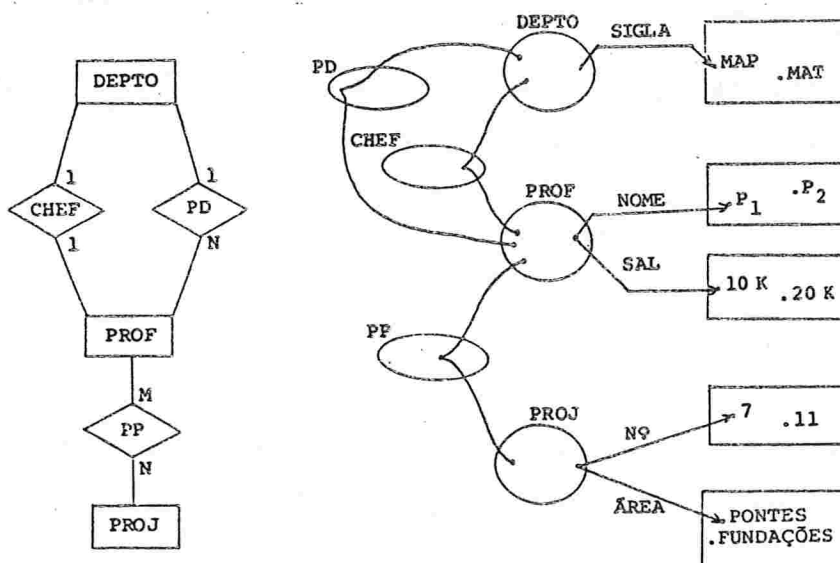 DEPTO
1
1
CHEF
PD
1
N
PROF
M
PP
N
PROJ
DEPTO
SIGLA
.MAP
.MAT
PD
CHEF
PROF
NOME
.P1
.P2
SAL
.10 K
.20 K
PP
PROJ
Nº
.7
.11
ÁREA
.PONTES
.FUNDAÇÕES